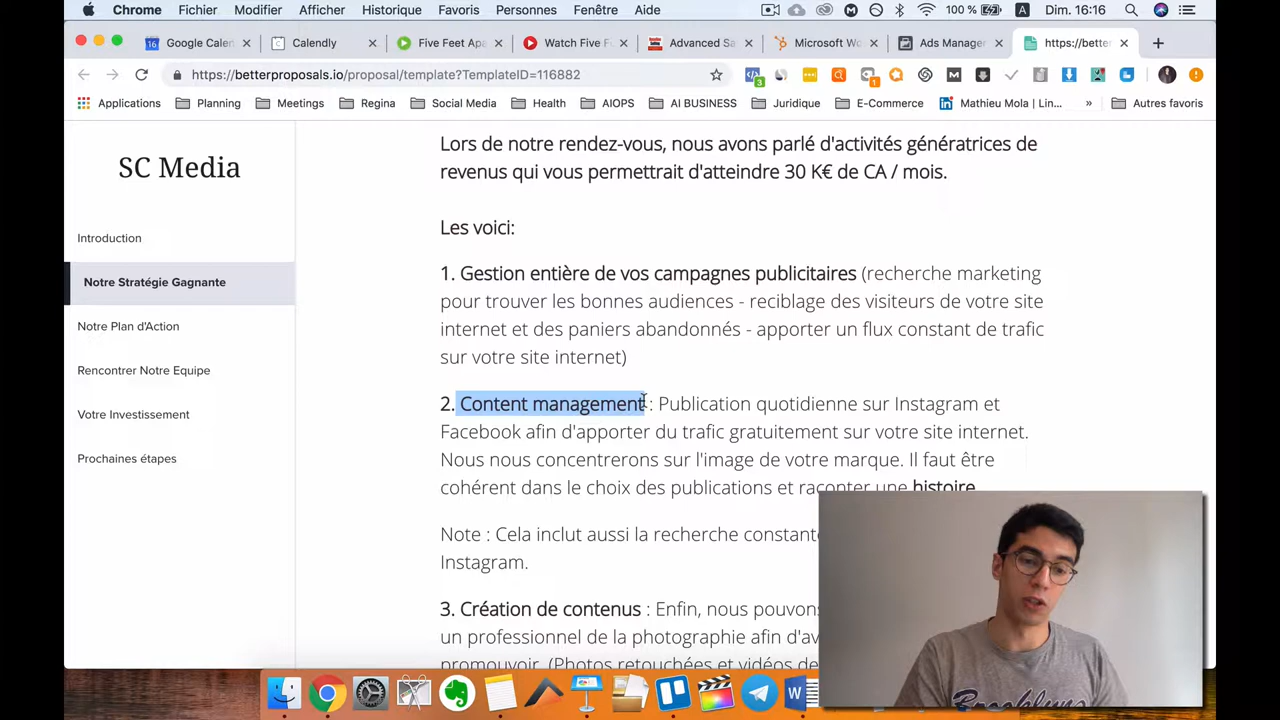 Chrome Fichier Modifier Afficher Historique Favoris Personnes Fenêtre Aide 100 % A Dim. 16:16
16 Google Calen Calendly Five Feet Apa Watch Five F Advanced Sa Microsoft Wo Ads Manager https://bette
https://betterproposals.io/proposal/template?TemplateID=116882
Applications Planning Meetings Regina Social Media Health AIOPS AI BUSINESS Juridique E-Commerce Mathieu Mola | Lin... » Autres favoris
SC Media
Introduction
Notre Stratégie Gagnante
Notre Plan d'Action
Rencontrer Notre Equipe
Votre Investissement
Prochaines étapes
Lors de notre rendez-vous, nous avons parlé d'activités génératrices de
revenus qui vous permettrait d'atteindre 30 K€ de CA / mois.
Les voici:
1. Gestion entière de vos campagnes publicitaires (recherche marketing
pour trouver les bonnes audiences - reciblage des visiteurs de votre site
internet et des paniers abandonnés - apporter un flux constant de trafic
sur votre site internet)
2. Content management : Publication quotidienne sur Instagram et
Facebook afin d'apporter du trafic gratuitement sur votre site internet.
Nous nous concentrerons sur l'image de votre marque. Il faut être
cohérent dans le choix des publications et raconter une histoire
Note : Cela inclut aussi la recherche constante
Instagram.
3. Création de contenus : Enfin, nous pouvons
un professionnel de la photographie afin d'av
promouvoir. (Photos retouchées et vidéos de